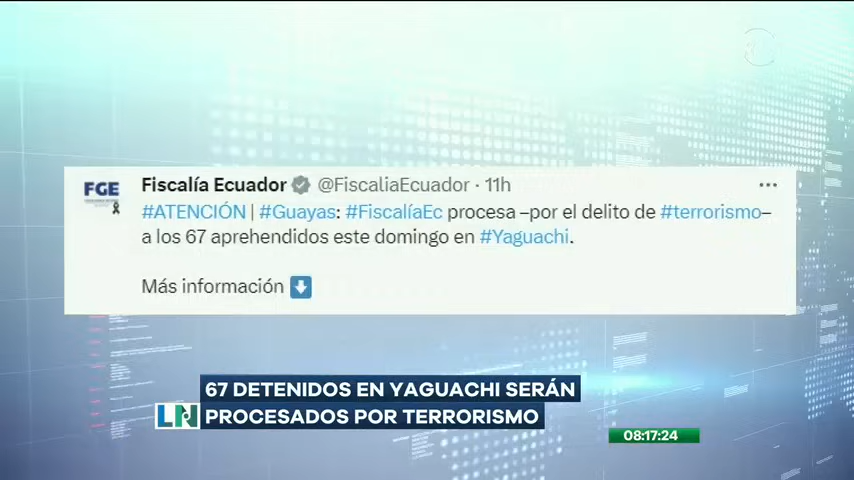 FGE
Fiscalía Ecuador @FiscaliaEcuador · 11h
#ATENCIÓN | #Guayas: #FiscalíaEc procesa –por el delito de #terrorismo–
a los 67 aprehendidos este domingo en #Yaguachi.
Más información
67 DETENIDOS EN YAGUACHI SERÁN
LN PROCESADOS POR TERRORISMO
08:17:24